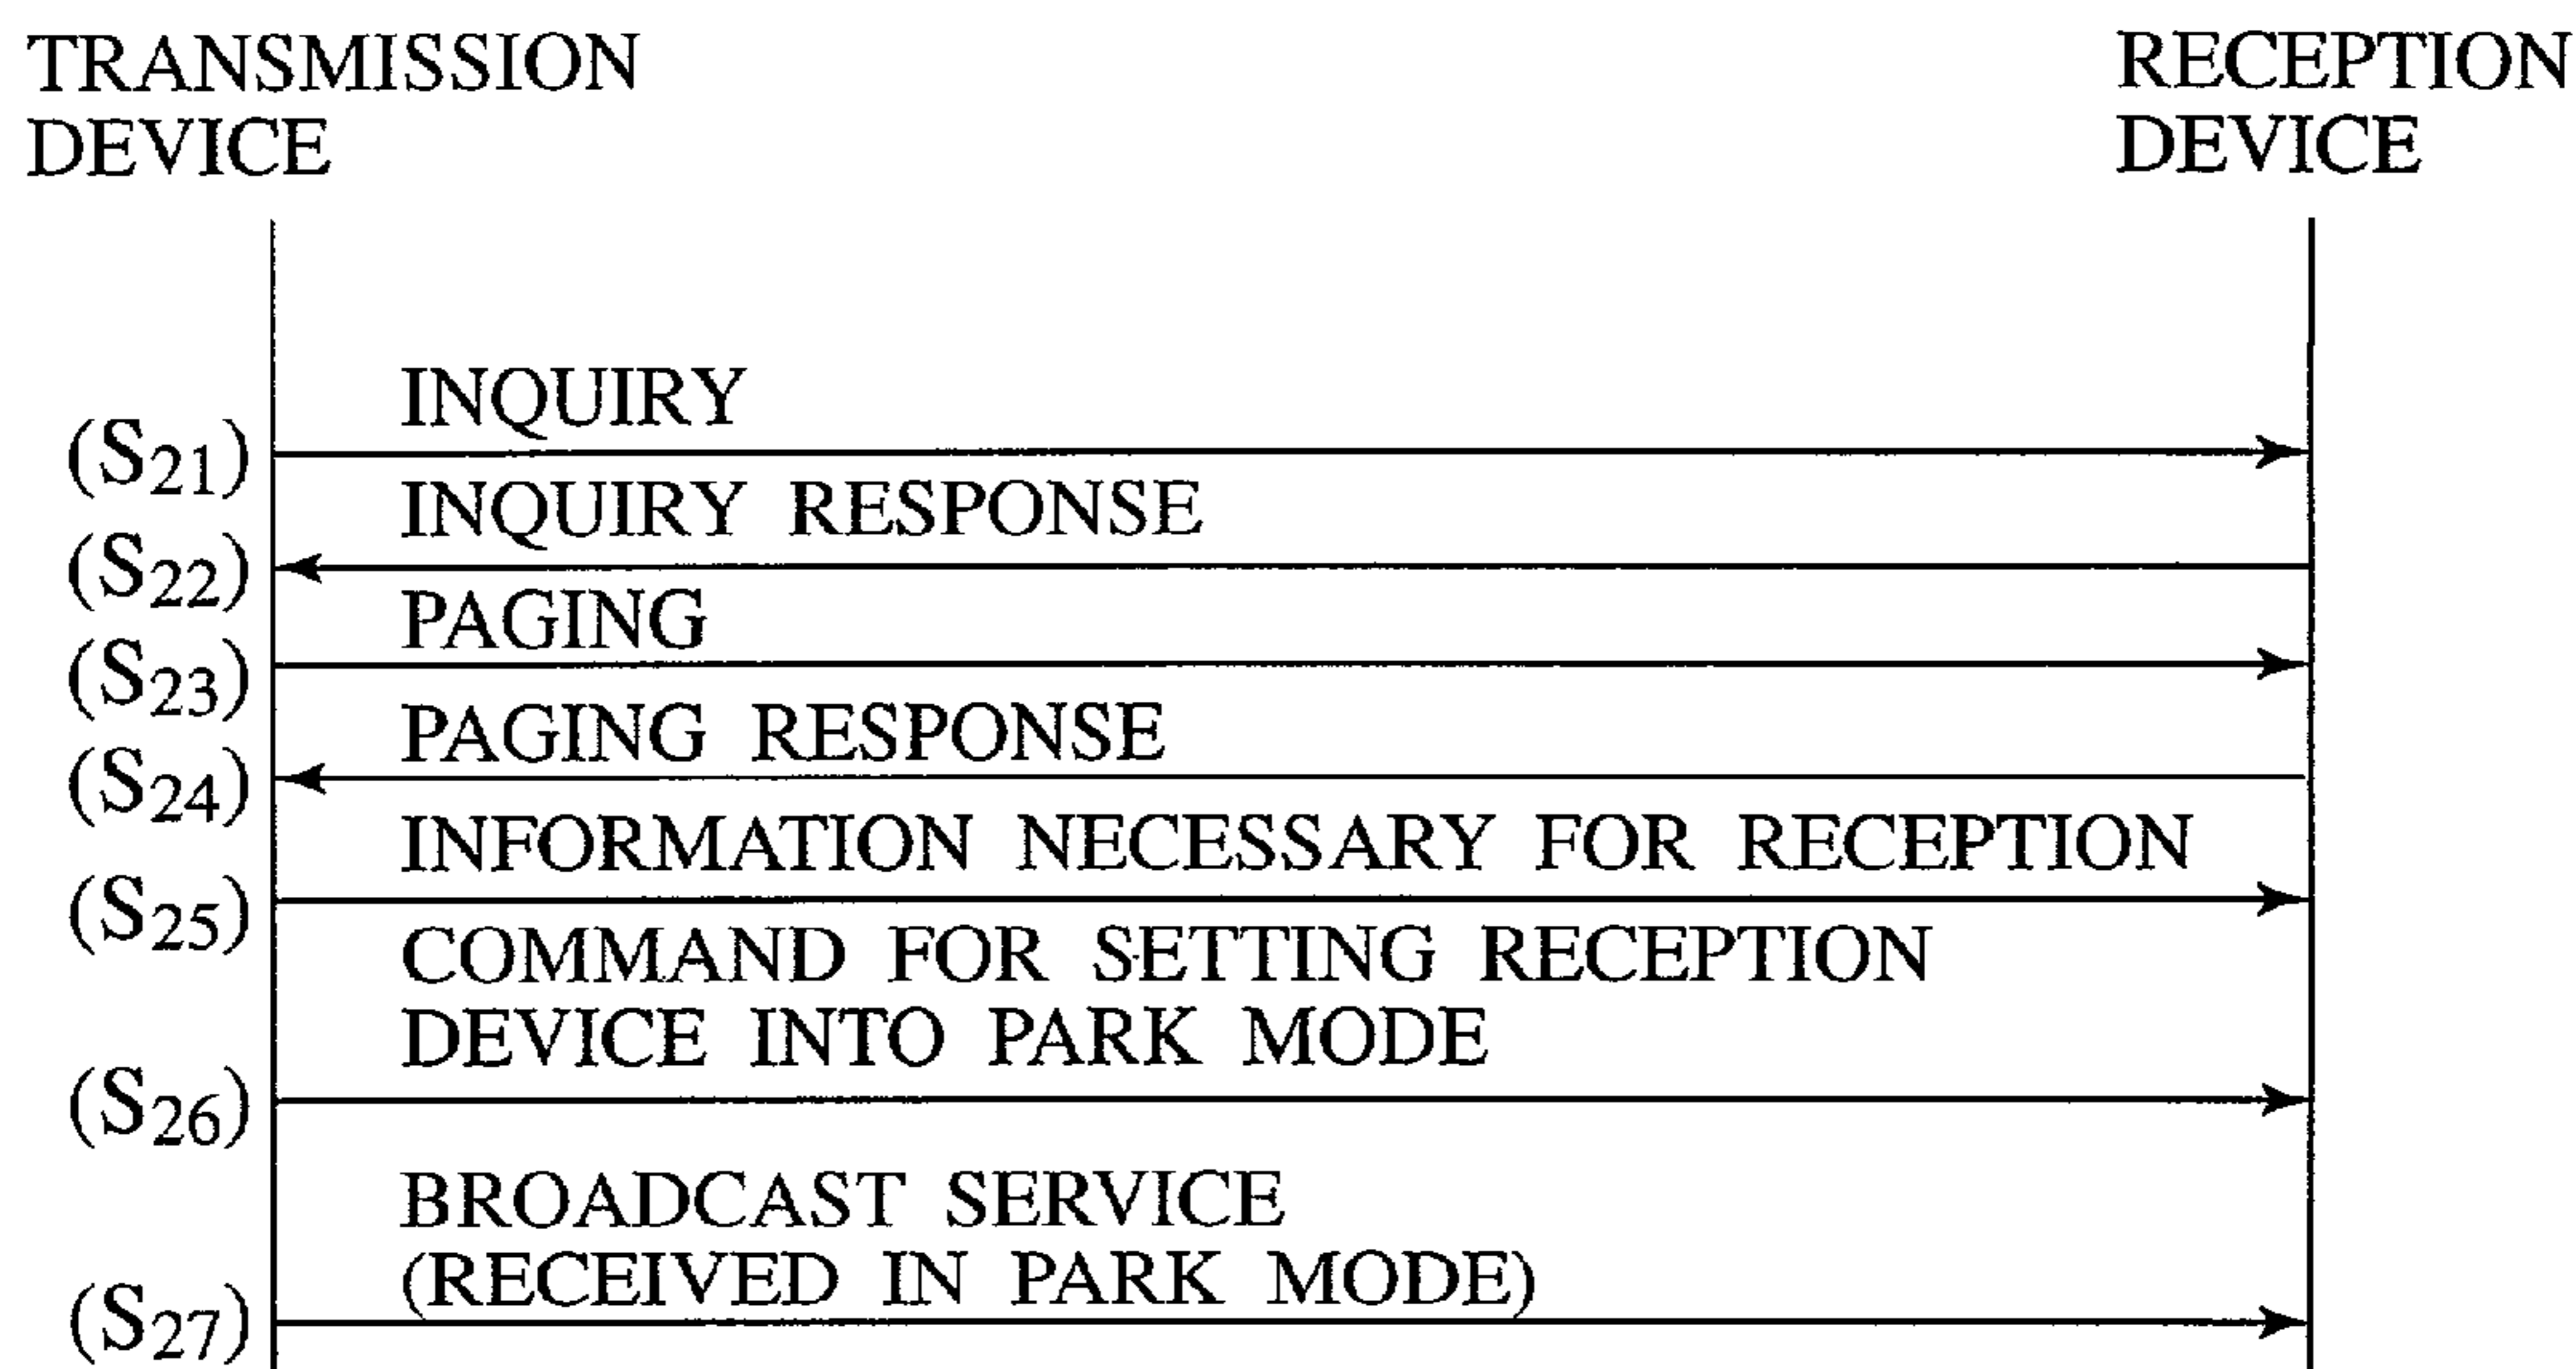 TRANSMISSION
DEVICE
RECEPTION
DEVICE
INQUIRY
(S21)
INQUIRY RESPONSE
(S22)
PAGING
(S23)
PAGING RESPONSE
(S24)
INFORMATION NECESSARY FOR RECEPTION
(S25)
COMMAND FOR SETTING RECEPTION
DEVICE INTO PARK MODE
(S26)
BROADCAST SERVICE
(RECEIVED IN PARK MODE)
(S27)